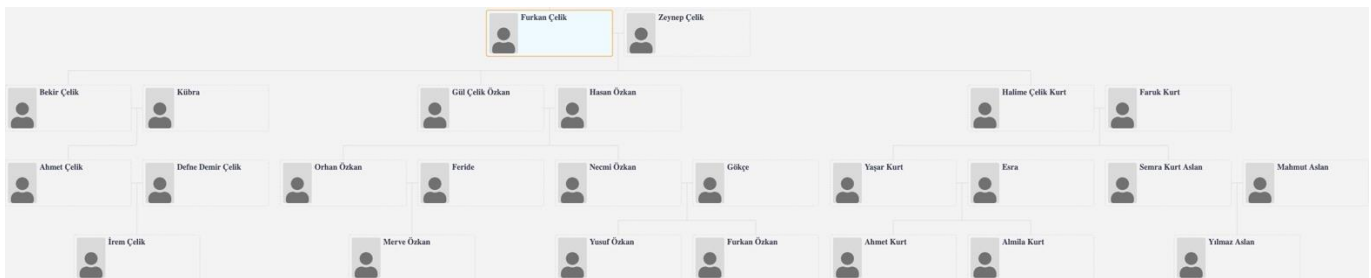 Furkan Çelik
Zeynep Çelik
Bekir Çelik
Kübra
Gül Çelik Özkan
Hasan Özkan
Halime Çelik Kurt
Faruk Kurt
Ahmet Çelik
Defne Demir Çelik
Orhan Özkan
Feride
Necmi Özkan
Gökçe
Yaşar Kurt
Esra
Semra Kurt Aslan
Mahmut Aslan
İrem Çelik
Merve Özkan
Yusuf Özkan
Furkan Özkan
Ahmet Kurt
Almila Kurt
Yılmaz Aslan